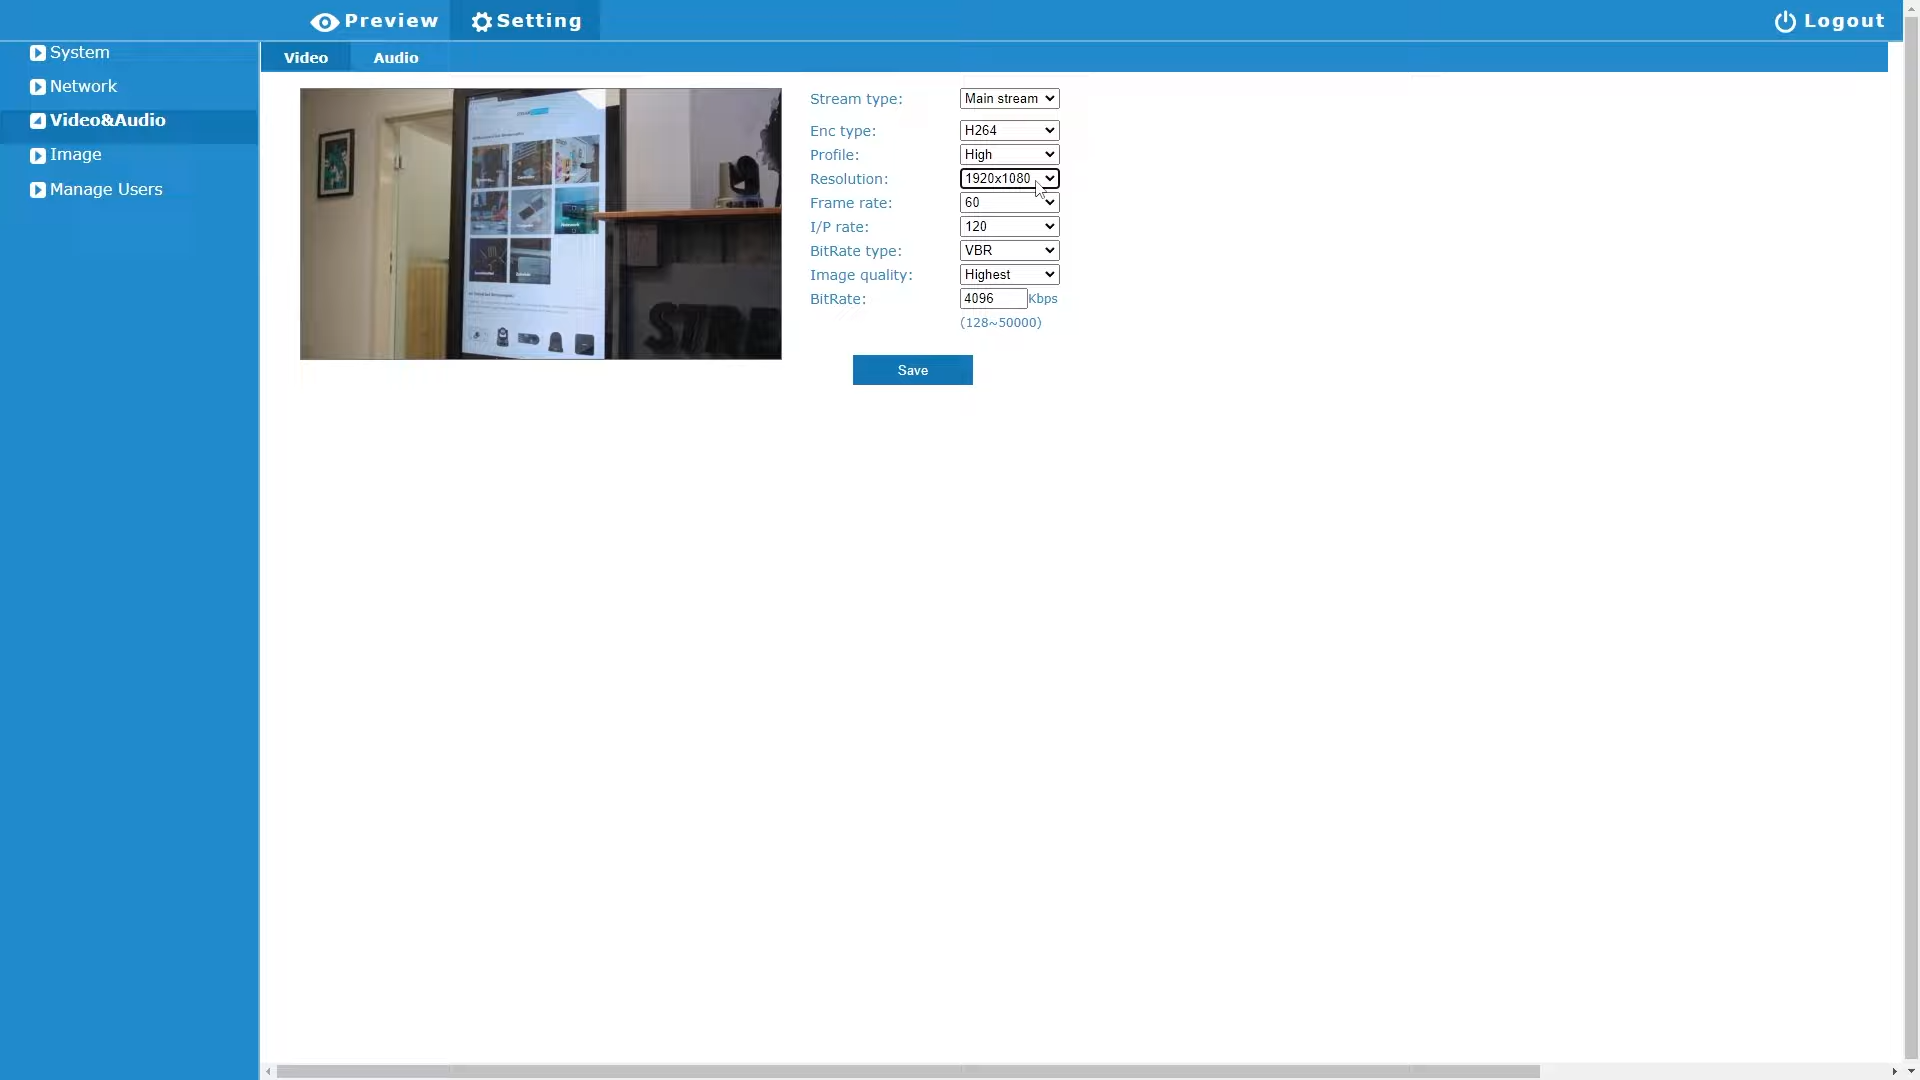 Preview
Setting
Logout
System
Network
Video&Audio
Image
Manage Users
Video
Audio
Stream type: Main stream
Enc type: H264
Profile: High
Resolution: 1920x1080
Frame rate: 60
I/P rate: 120
BitRate type: VBR
Image quality: Highest
BitRate: 4096 Kbps
(128~50000)
Save
STRE